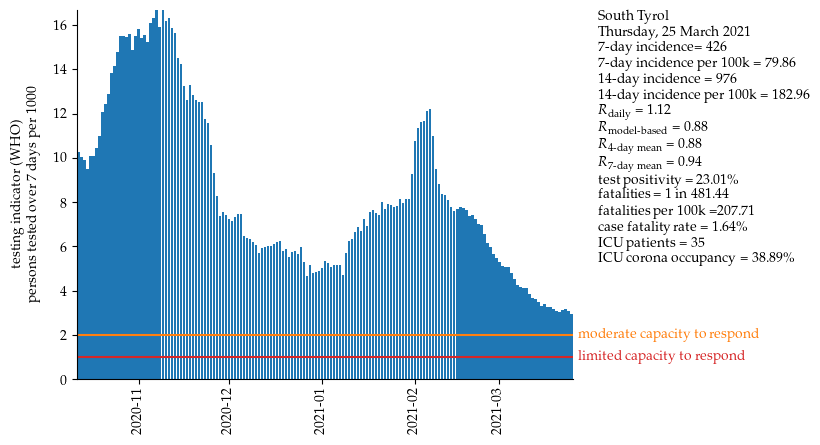 South Tyrol
Thursday, 25 March 2021
7-day incidence= 426
7-day incidence per 100k = 79.86
14-day incidence = 976
14-day incidence per 100k = 182.96
R_daily = 1.12
R_model-based = 0.88
R_4-day mean = 0.88
R_7-day mean = 0.94
test positivity = 23.01%
fatalities = 1 in 481.44
fatalities per 100k =207.71
case fatality rate = 1.64%
ICU patients = 35
ICU corona occupancy = 38.89%
testing indicator (WHO)
persons tested over 7 days per 1000
16
14
12
10
8
6
4
2
0
moderate capacity to respond
limited capacity to respond
2020-11
2020-12
2021-01
2021-02
2021-03